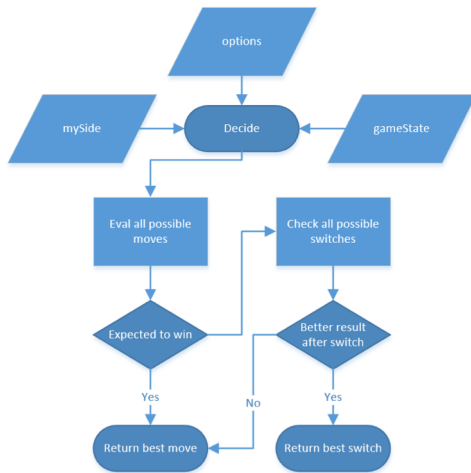 options
mySide
Decide
gameState
Eval all possible
moves
Check all possible
switches
Expected to win
Better result
after switch
Yes
No
Yes
Return best move
Return best switch